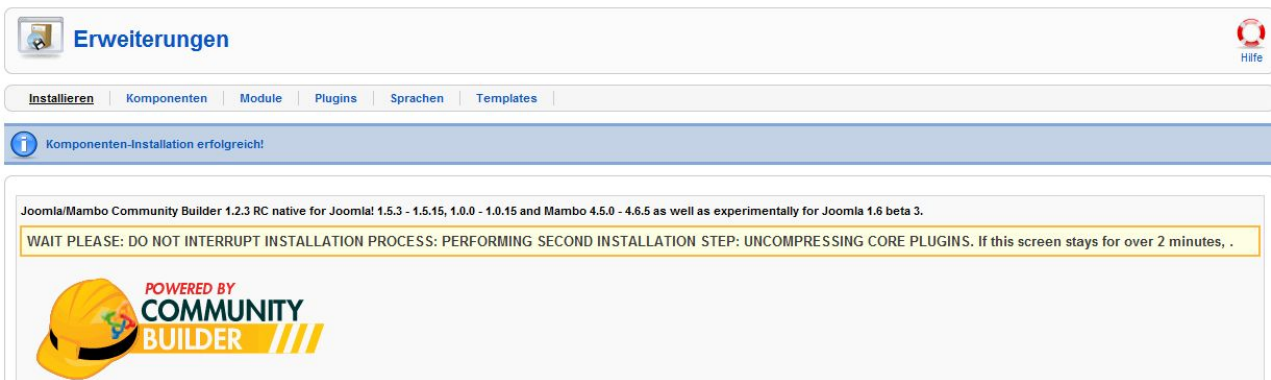 Erweiterungen
Hilfe
Installieren Komponenten Module Plugins Sprachen Templates
Komponenten-Installation erfolgreich!
Joomla/Mambo Community Builder 1.2.3 RC native for Joomla! 1.5.3 - 1.5.15, 1.0.0 - 1.0.15 and Mambo 4.5.0 - 4.6.5 as well as experimentally for Joomla 1.6 beta 3.
WAIT PLEASE: DO NOT INTERRUPT INSTALLATION PROCESS: PERFORMING SECOND INSTALLATION STEP: UNCOMPRESSING CORE PLUGINS. If this screen stays for over 2 minutes, .
POWERED BY
COMMUNITY
BUILDER